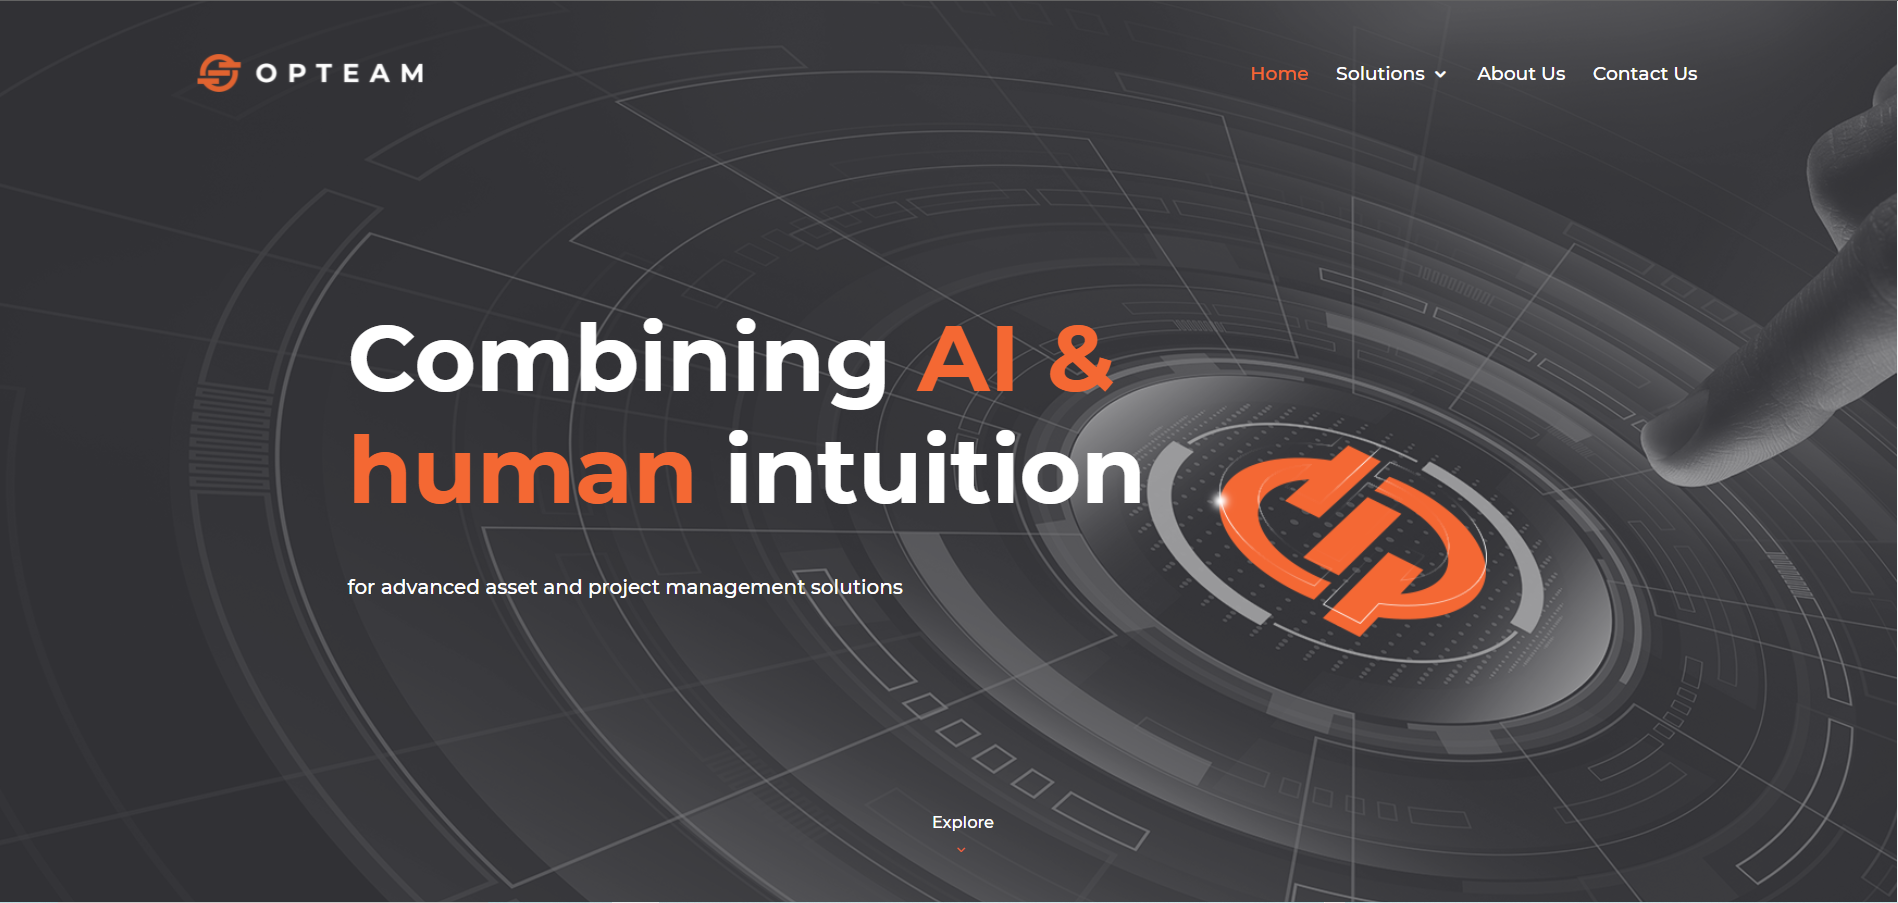 OPTEAM
Home Solutions About Us Contact Us
Combining AI &
human intuition
for advanced asset and project management solutions
Explore